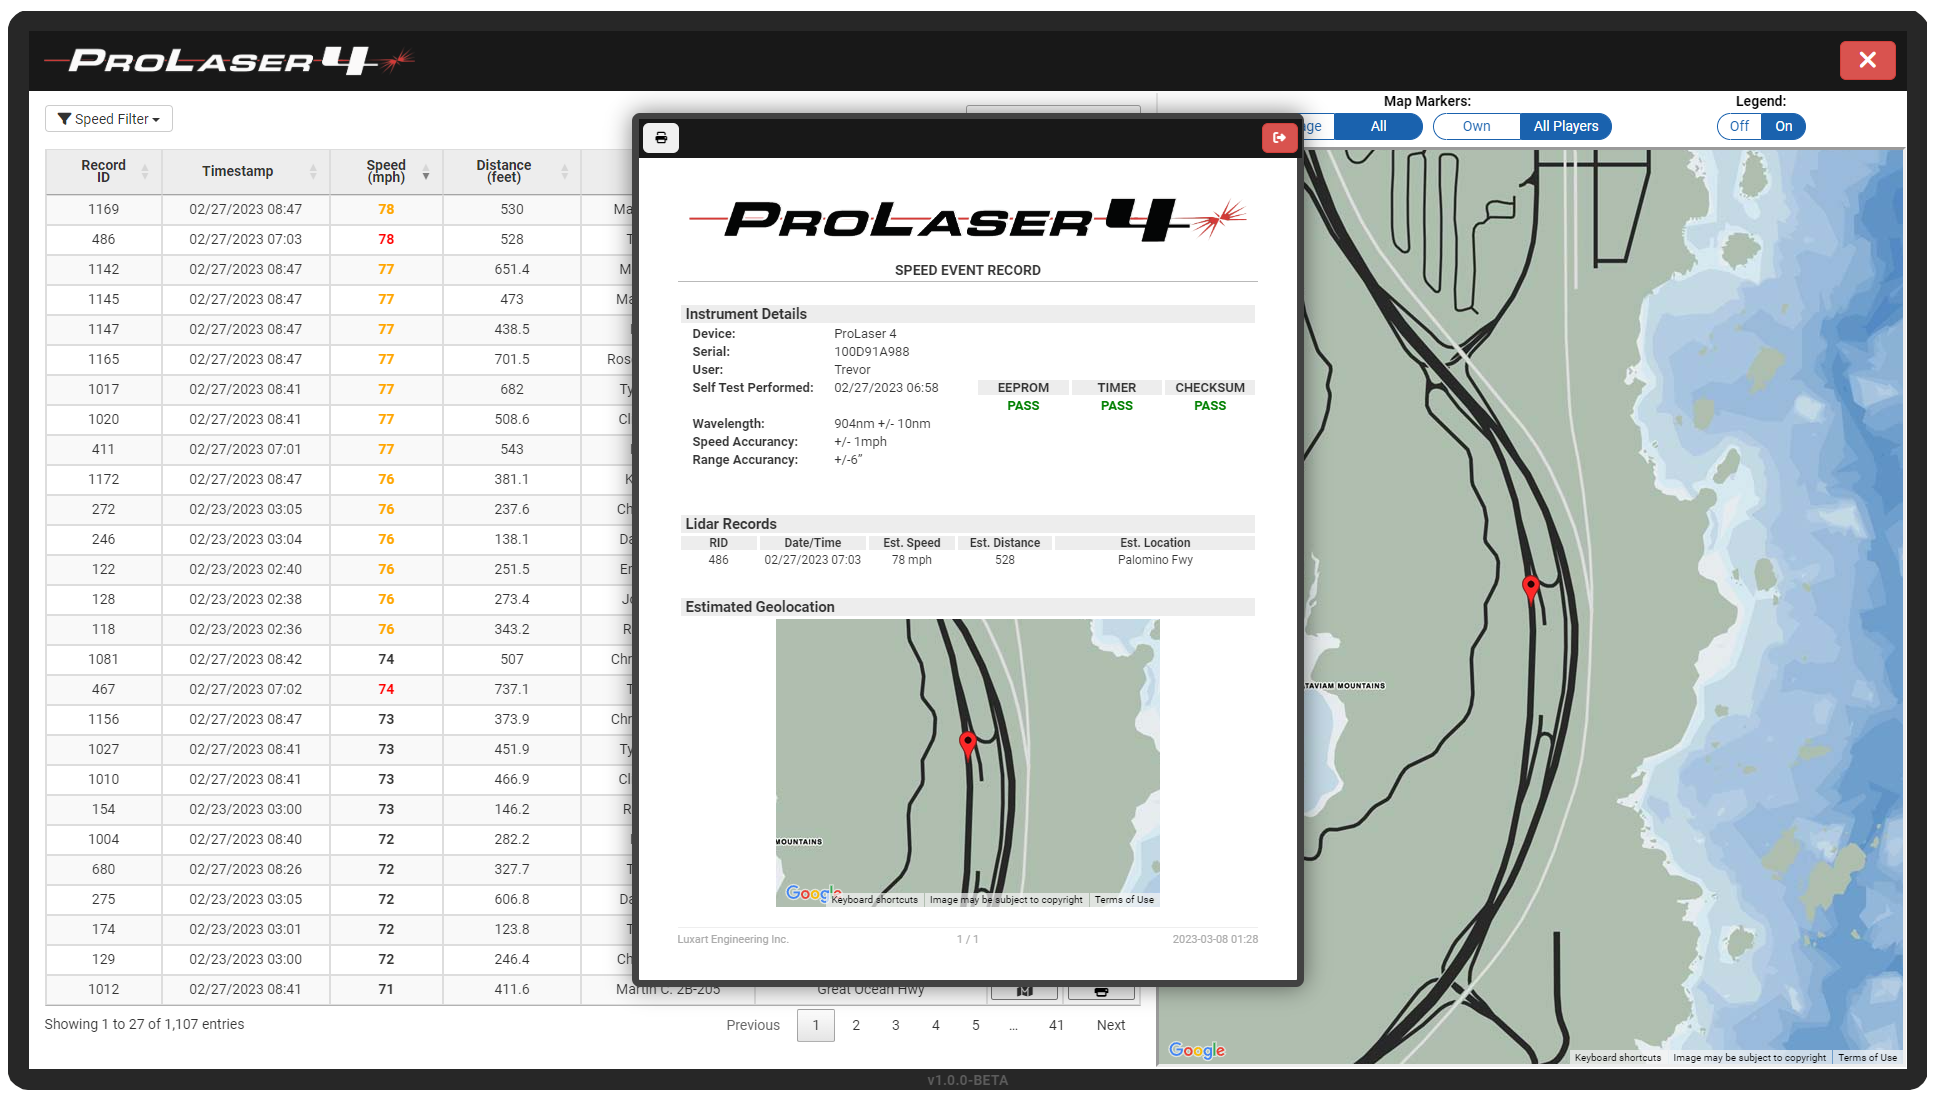 PROLASER 4
Speed Filter
Map Markers:
Legend:
All
Own
All Players
Off
On
Record ID
Timestamp
Speed (mph)
Distance (feet)
1169 02/27/2023 08:47 78 530
486 02/27/2023 07:03 78 528
1142 02/27/2023 08:47 77 651.4
1145 02/27/2023 08:47 77 473
1147 02/27/2023 08:47 77 438.5
1165 02/27/2023 08:47 77 701.5
1017 02/27/2023 08:41 77 682
1020 02/27/2023 08:41 77 508.6
411 02/27/2023 07:01 77 543
1172 02/27/2023 08:47 76 381.1
272 02/23/2023 03:05 76 237.6
246 02/23/2023 03:04 76 138.1
122 02/23/2023 02:40 76 251.5
128 02/23/2023 02:38 76 273.4
118 02/23/2023 02:36 76 343.2
1081 02/27/2023 08:42 74 507
467 02/27/2023 07:02 74 737.1
1156 02/27/2023 08:47 73 373.9
1027 02/27/2023 08:41 73 451.9
1010 02/27/2023 08:41 73 466.9
154 02/23/2023 03:00 73 146.2
1004 02/27/2023 08:40 72 282.2
680 02/27/2023 08:26 72 327.7
275 02/23/2023 03:05 72 606.8
174 02/23/2023 03:01 72 123.8
129 02/23/2023 03:00 72 246.4
1012 02/27/2023 08:41 71 411.6 Martin C. 2B-205 Great Ocean Hwy
Showing 1 to 27 of 1,107 entries
Previous 1 2 3 4 5 ... 41 Next
PROLASER 4
SPEED EVENT RECORD
Instrument Details
Device: ProLaser 4
Serial: 100D91A988
User: Trevor
Self Test Performed: 02/27/2023 06:58 EEPROM TIMER CHECKSUM
PASS PASS PASS
Wavelength: 904nm +/- 10nm
Speed Accurancy: +/- 1mph
Range Accurancy: +/-6”
Lidar Records
RID Date/Time Est. Speed Est. Distance Est. Location
486 02/27/2023 07:03 78 mph 528 Palomino Fwy
Estimated Geolocation
MOUNTAINS
Google
Keyboard shortcuts Image may be subject to copyright Terms of Use
Luxart Engineering Inc. 1 / 1 2023-03-08 01:28
MOUNTAINS
Google
Keyboard shortcuts Image may be subject to copyright Terms of Use
v1.0.0-BETA